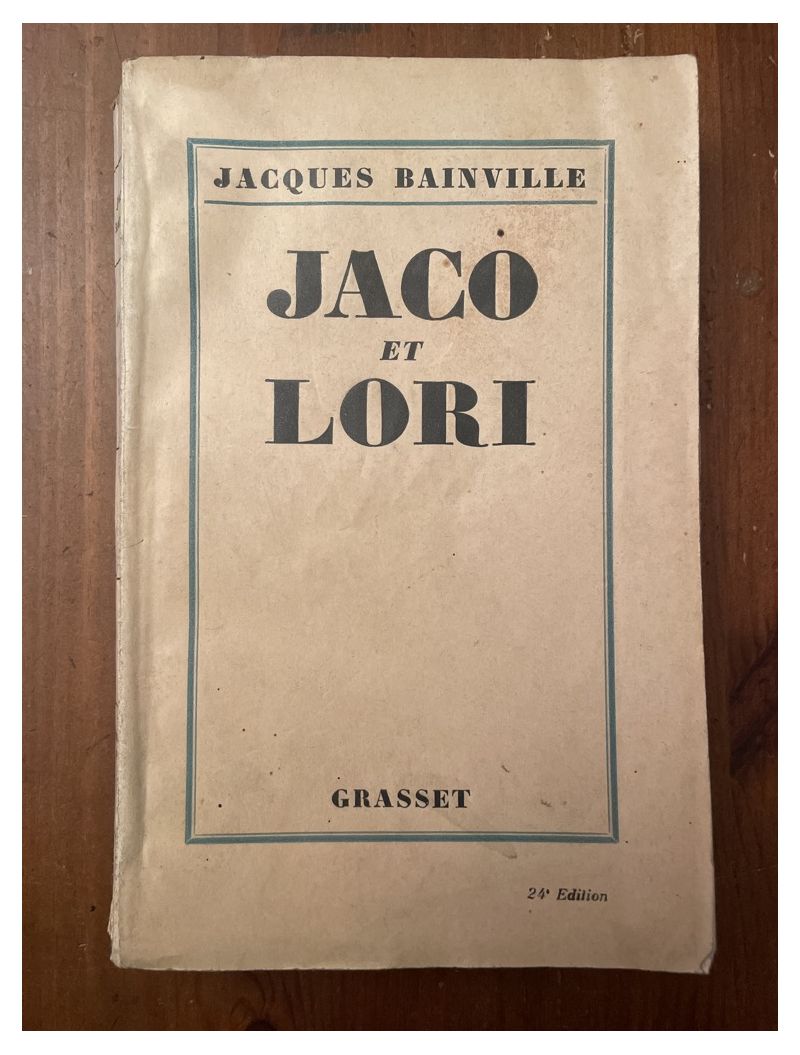 JACQUES BAINVILLE
JACO
ET
LORI
GRASSET
24e Edition